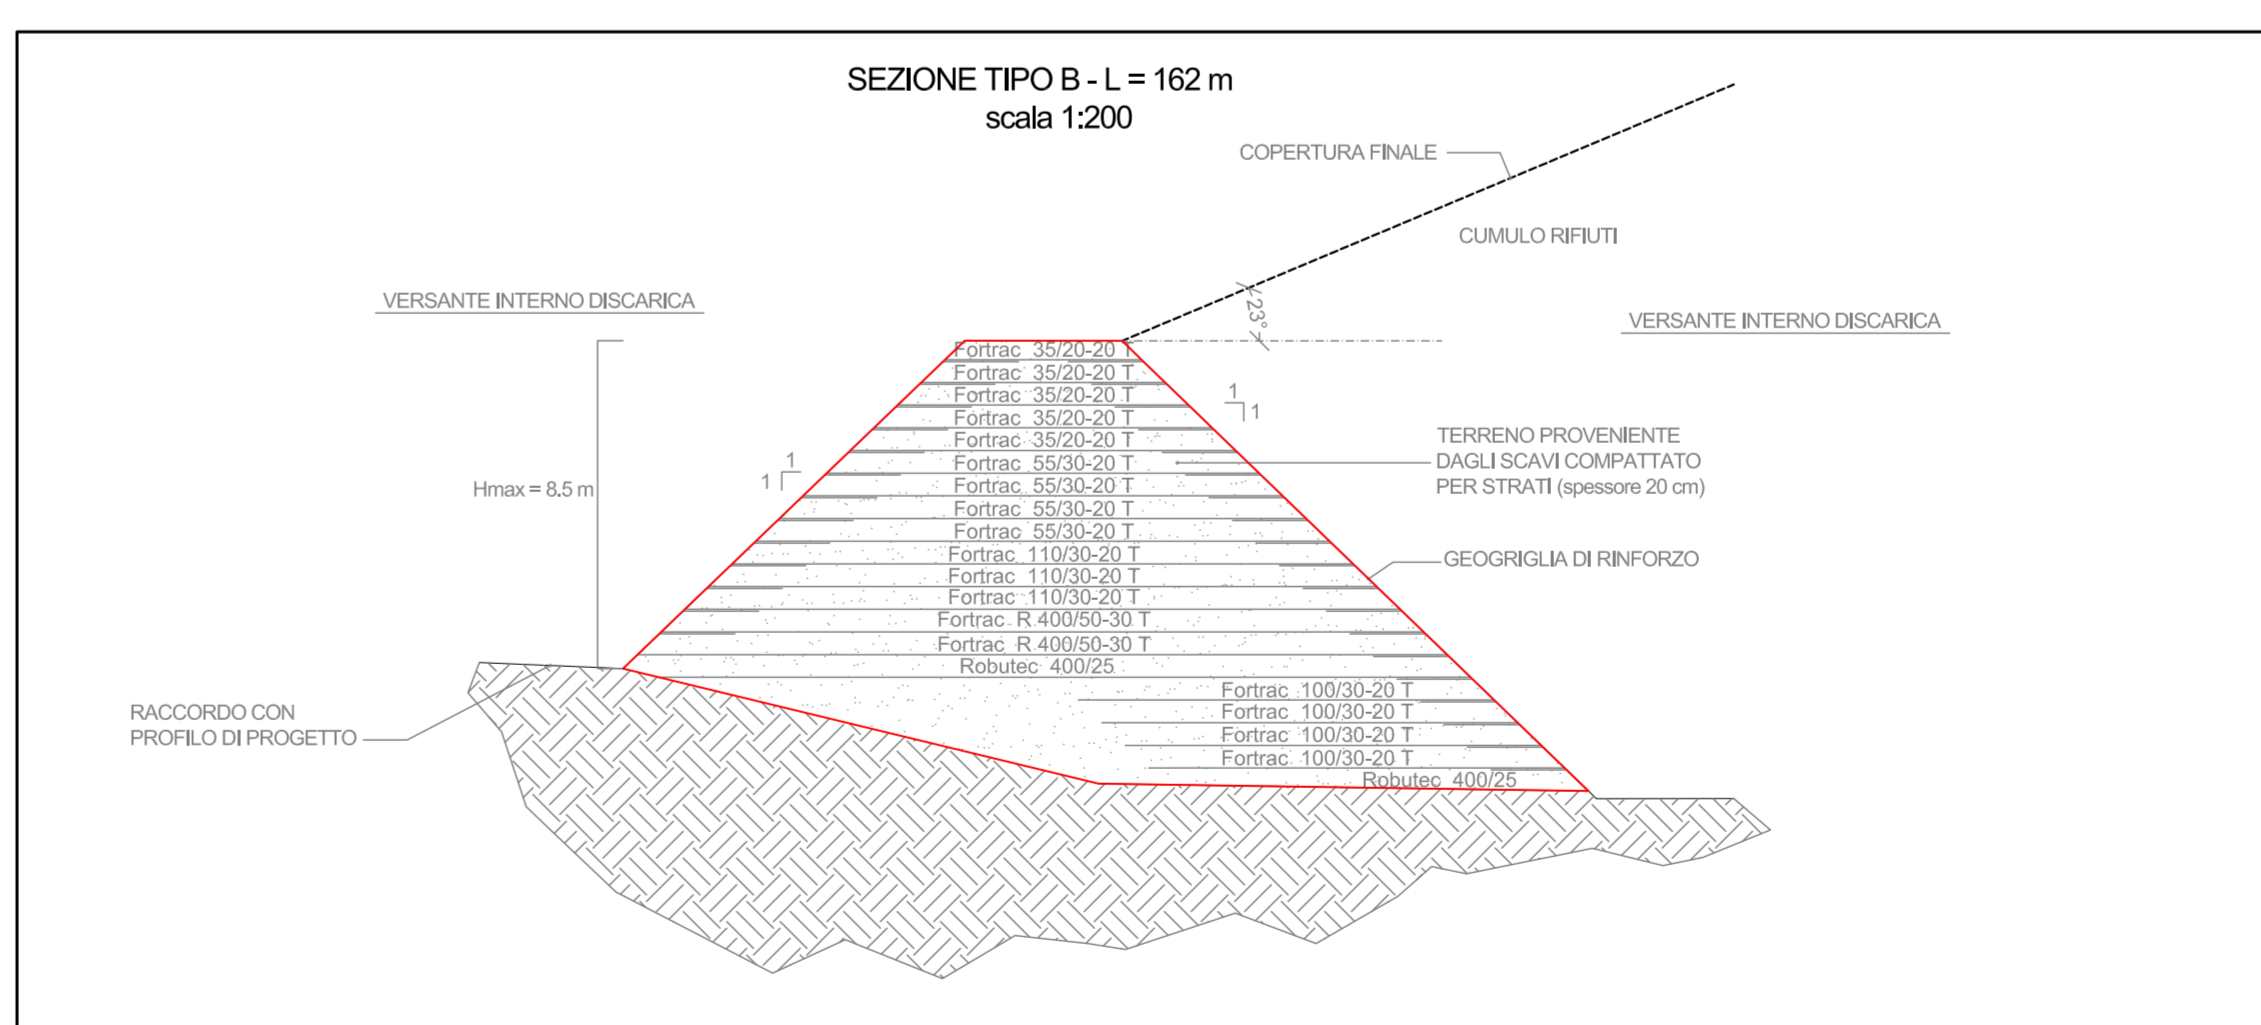 SEZIONE TIPO B - L = 162 m
scala 1:200
COPERTURA FINALE
CUMULO RIFIUTI
VERSANTE INTERNO DISCARICA
23°
VERSANTE INTERNO DISCARICA
Fortrac 35/20-20 T
Fortrac 35/20-20 T
Fortrac 35/20-20 T
Fortrac 35/20-20 T
Fortrac 35/20-20 T
Fortrac 55/30-20 T
Fortrac 55/30-20 T
Fortrac 55/30-20 T
Fortrac 55/30-20 T
Fortrac 110/30-20 T
Fortrac 110/30-20 T
Fortrac 110/30-20 T
Fortrac R 400/50-30 T
Fortrac R 400/50-30 T
Robutec 400/25
Fortrac 100/30-20 T
Fortrac 100/30-20 T
Fortrac 100/30-20 T
Fortrac 100/30-20 T
Robutec 400/25
1
1
1
1
Hmax = 8.5 m
TERRENO PROVENIENTE
DAGLI SCAVI COMPATTATO
PER STRATI (spessore 20 cm)
GEOGRIGLIA DI RINFORZO
RACCORDO CON
PROFILO DI PROGETTO